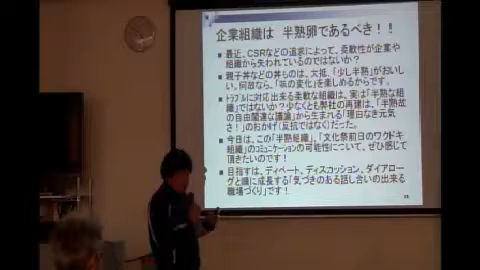 企業組織は 半熟卵であるべき！！
■ 最近、CSRなどの追求によって、柔軟性が企業や
組織から失われているのではないか？
■ 親子丼などの丼ものは、大抵、「少し半熟」がおいし
い。何故なら、「味の変化」を楽しめるからです。
■ トラブルに対応出来る柔軟な組織は、実は「半熟な組
織」ではないか？少なくとも弊社の再建は、「半熟故
の自由闊達な議論」から生まれる「理由なき元気
さ！」のおかげ（反抗ではなく）だった。
■ 今日は、この「半熟組織」、「文化祭前日のワクドキ
組織」のコミュニケーションの可能性について、ぜひ感じて
頂きたいのです！
■ 目指すは、ディベート、ディスカッション、ダイアロー
グと共に成長する「気づきのある話し合いの出来る
職場づくり」です！